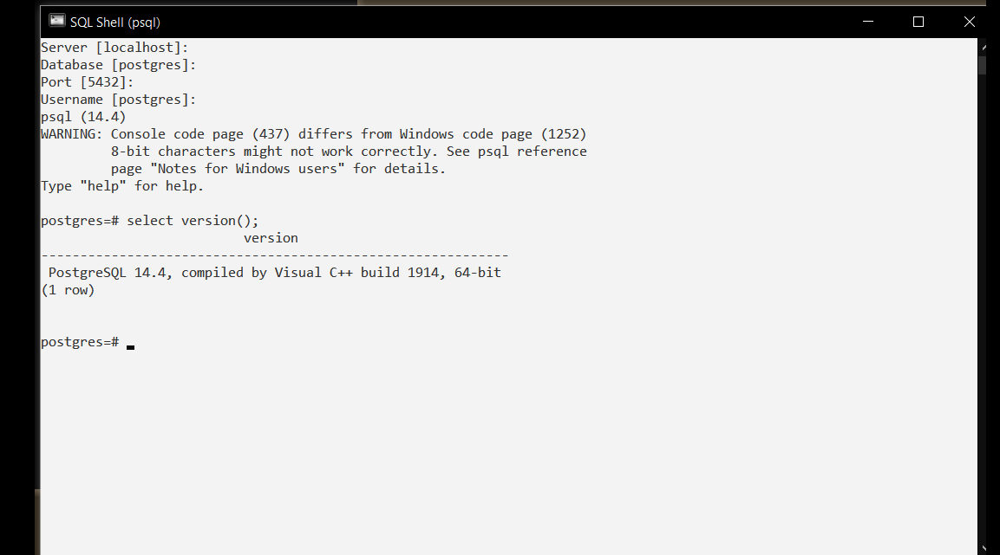 SQL Shell (psql)
Server [localhost]:
Database [postgres]:
Port [5432]:
Username [postgres]:
psql (14.4)
WARNING: Console code page (437) differs from Windows code page (1252)
         8-bit characters might not work correctly. See psql reference
         page "Notes for Windows users" for details.
Type "help" for help.

postgres=# select version();
                          version
------------------------------------------------------------
 PostgreSQL 14.4, compiled by Visual C++ build 1914, 64-bit
(1 row)


postgres=#